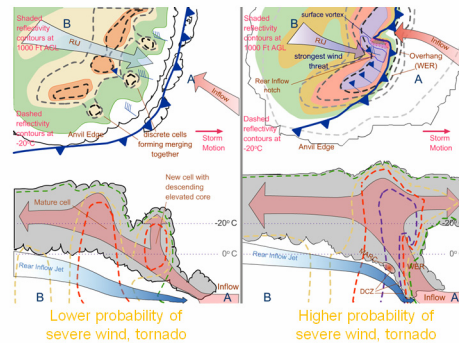 Shaded
reflectivity
contours at
1000 Ft AGL
B
RIJ
A
Inflow
Dashed
reflectivity
contours at
-20°C
Anvil Edge
discrete cells
forming merging
together
Storm
Motion
Mature cell
New cell with
descending
elevated core
-20° C
0° C
Rear Inflow Jet
Inflow
B
A
Lower probability of
severe wind, tornado
Shaded
reflectivity
contours at
1000 Ft AGL
B
surface vortex
RIJ
strongest wind
threat
Overhang
(WER)
Rear Inflow
notch
A
Inflow
Dashed
reflectivity
contours at
-20°C
Anvil Edge
Storm
Motion
-20° C
0° C
Rear Inflow Jet
WER
DCZ
Inflow
B
A
Higher probability of
severe wind, tornado